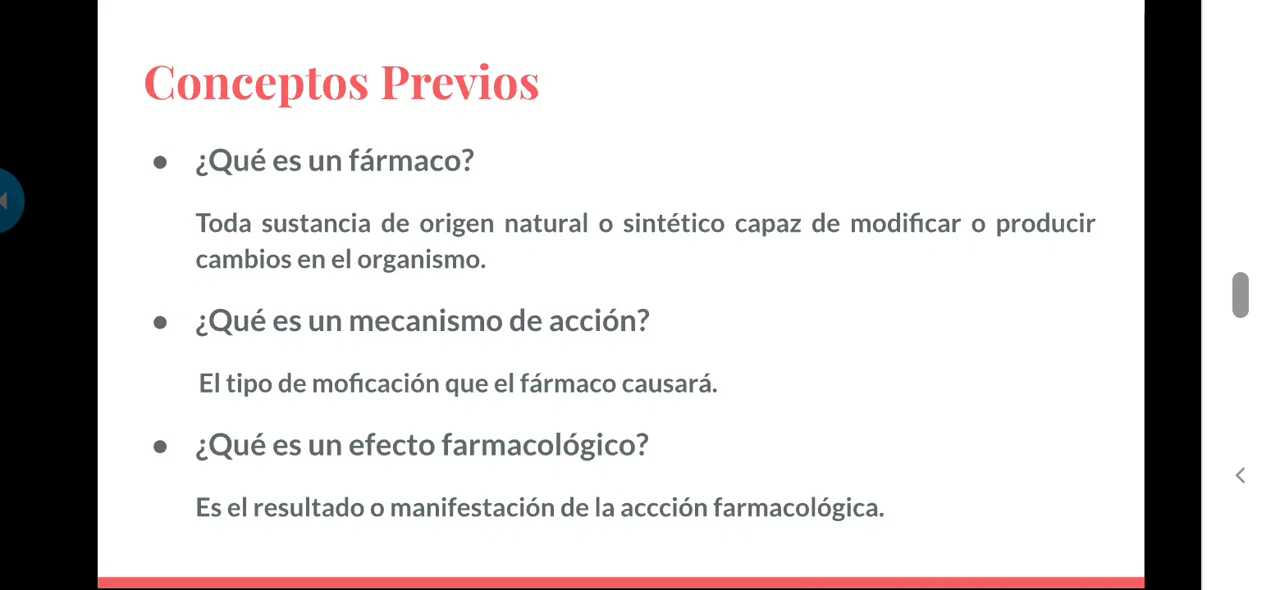 Conceptos Previos
● ¿Qué es un fármaco?
Toda sustancia de origen natural o sintético capaz de modificar o producir
cambios en el organismo.
● ¿Qué es un mecanismo de acción?
El tipo de moficación que el fármaco causará.
● ¿Qué es un efecto farmacológico?
Es el resultado o manifestación de la accción farmacológica.